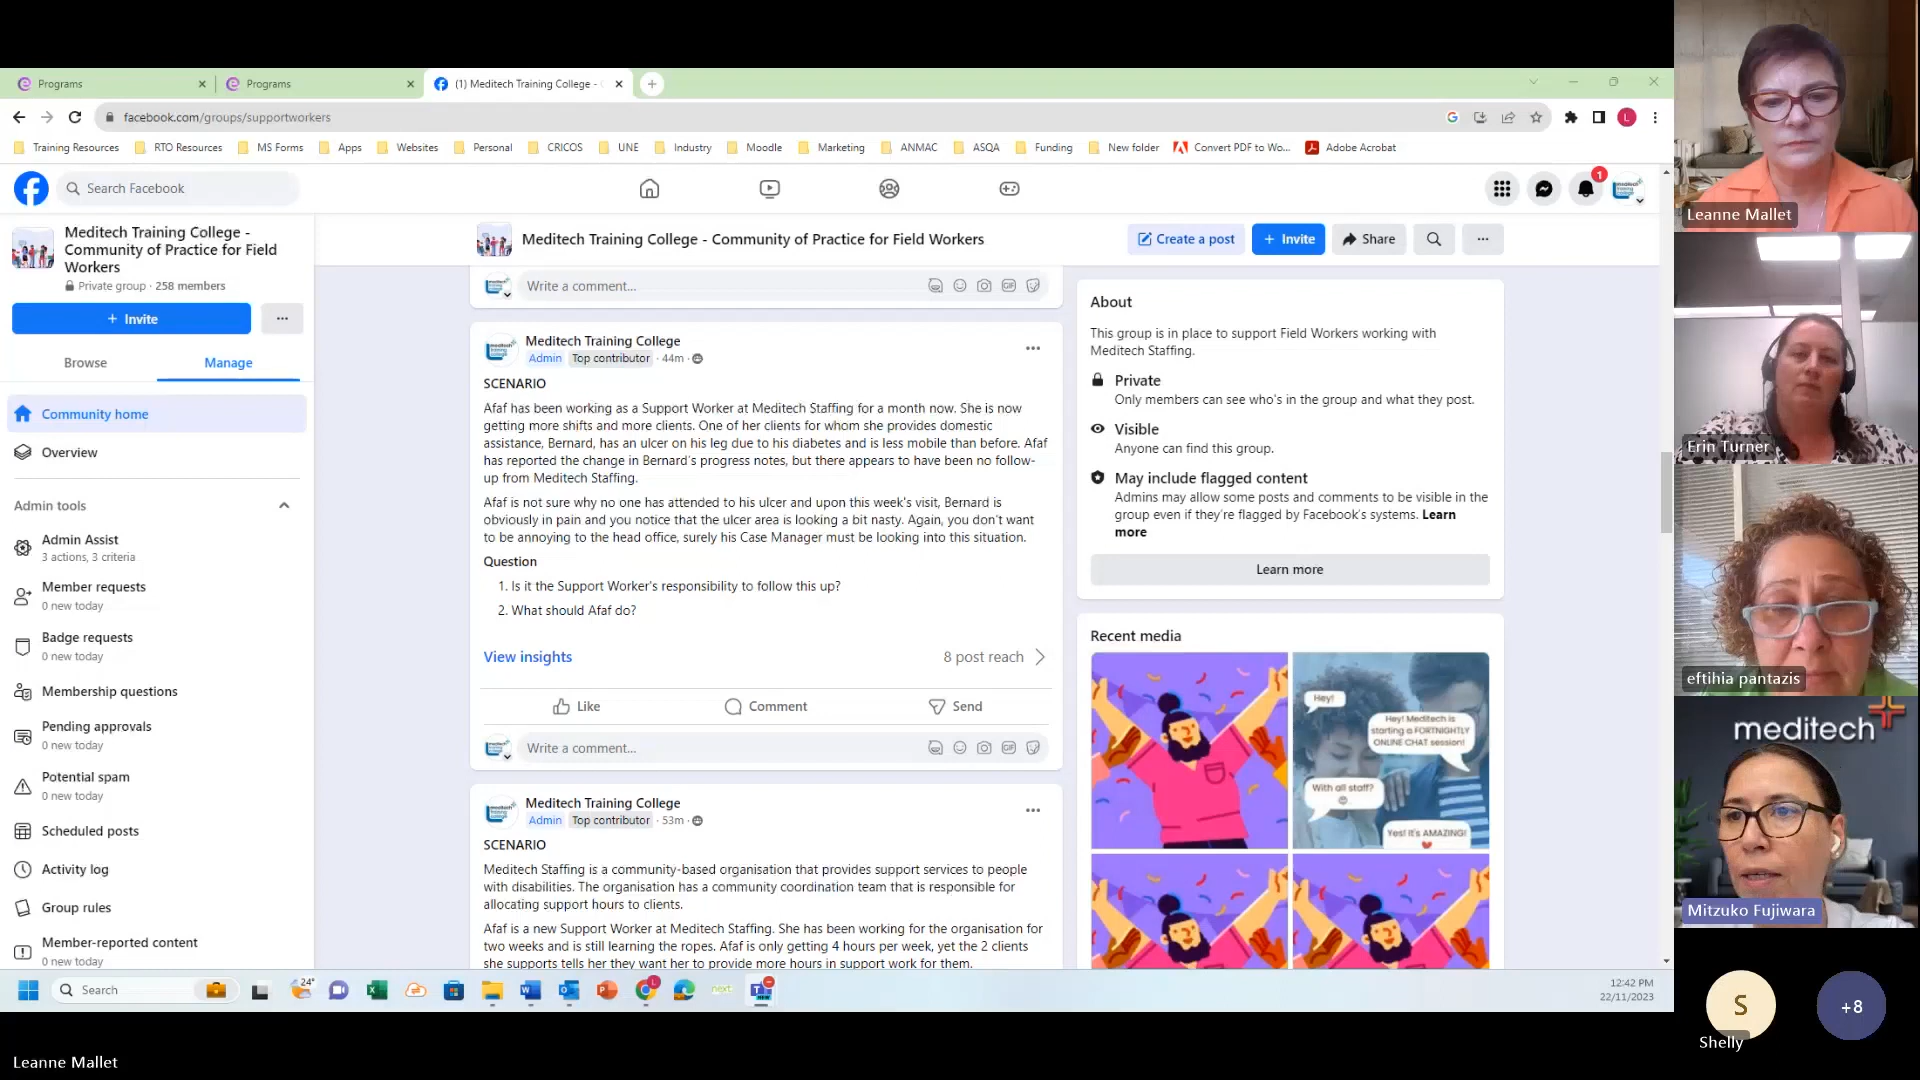 Programs
Programs
(1) Meditech Training College -
facebook.com/groups/supportworkers
L
Training Resources
RTO Resources
MS Forms
Apps
Websites
Personal
CRICOS
UNE
Industry
Moodle
Marketing
ANMAC
ASQA
Funding
New folder
Convert PDF to Wo...
Adobe Acrobat
Search Facebook
1
Meditech Training College -
Community of Practice for Field
Workers
Private group · 258 members
+ Invite
Browse
Manage
Community home
Overview
Admin tools
Admin Assist
3 actions, 3 criteria
Member requests
0 new today
Badge requests
0 new today
Membership questions
Pending approvals
0 new today
Potential spam
0 new today
Scheduled posts
Activity log
Group rules
Member-reported content
0 new today
Meditech Training College - Community of Practice for Field Workers
Create a post
+ Invite
Share
Write a comment...
GIF
Meditech Training College
Admin Top contributor · 44m ·
SCENARIO
Afaf has been working as a Support Worker at Meditech Staffing for a month now. She is now
getting more shifts and more clients. One of her clients for whom she provides domestic
assistance, Bernard, has an ulcer on his leg due to his diabetes and is less mobile than before. Afaf
has reported the change in Bernard's progress notes, but there appears to have been no follow-
up from Meditech Staffing.
Afaf is not sure why no one has attended to his ulcer and upon this week's visit, Bernard is
obviously in pain and you notice that the ulcer area is looking a bit nasty. Again, you don't want
to be annoying to the head office, surely his Case Manager must be looking into this situation.
Question
1. Is it the Support Worker's responsibility to follow this up?
2. What should Afaf do?
View insights
8 post reach
Like
Comment
Send
Write a comment...
GIF
Meditech Training College
Admin Top contributor · 53m ·
SCENARIO
Meditech Staffing is a community-based organisation that provides support services to people
with disabilities. The organisation has a community coordination team that is responsible for
allocating support hours to clients.
Afaf is a new Support Worker at Meditech Staffing. She has been working for the organisation for
two weeks and is still learning the ropes. Afaf is only getting 4 hours per week, yet the 2 clients
she supports tells her they want her to provide more hours in support work for them.
About
This group is in place to support Field Workers working with
Meditech Staffing.
Private
Only members can see who's in the group and what they post.
Visible
Anyone can find this group.
May include flagged content
Admins may allow some posts and comments to be visible in the
group even if they're flagged by Facebook's systems. Learn
more
Learn more
Recent media
Hey!
Hey! Meditech is
starting a FORTNIGHTLY
ONLINE CHAT session!
With all staff?
Yes! It's AMAZING!
Search
24°
12:42 PM
22/11/2023
Leanne Mallet
Erin Turner
eftihia pantazis
meditech
Mitzuko Fujiwara
S
+8
Shelly
Leanne Mallet